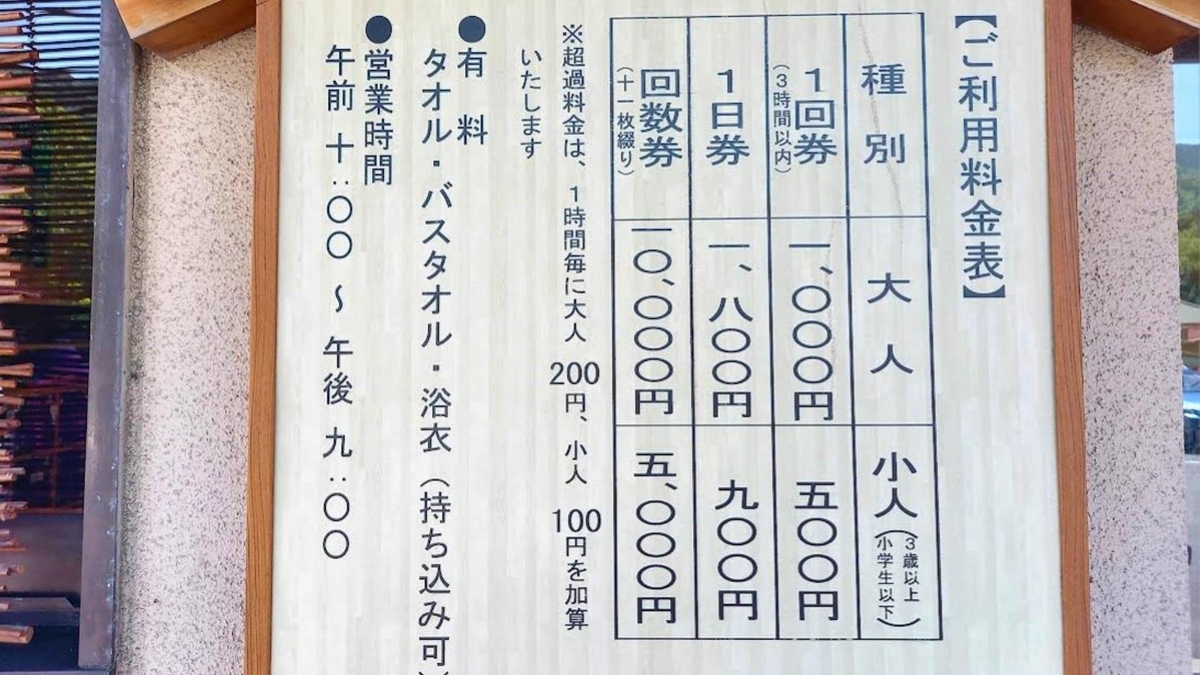 【ご利用料金表】
種別 大人 小人(3歳以上小学生以下)
1回券(3時間以内) 一、〇〇〇円 五〇〇円
1日券 一、八〇〇円 九〇〇円
回数券(十一枚綴り) 一〇、〇〇〇円 五、〇〇〇円
※超過料金は、1時間毎に大人200円、小人100円を加算
いたします
●有料
タオル・バスタオル・浴衣(持ち込み可)
●営業時間
午前 十:〇〇 ～ 午後 九:〇〇